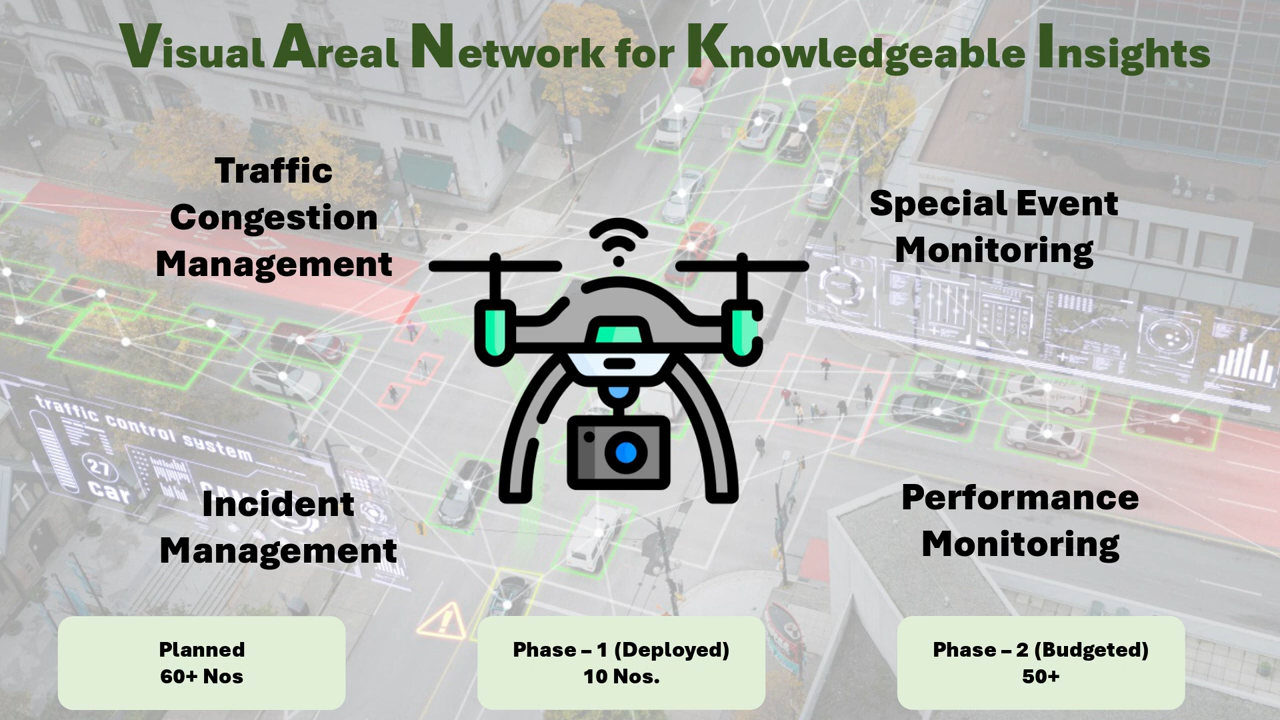 Visual Areal Network for Knowledgeable Insights
Traffic
Congestion
Management
Special Event
Monitoring
traffic control system
27
car
Incident
Management
Performance
Monitoring
Planned
60+ Nos
Phase – 1 (Deployed)
10 Nos.
Phase – 2 (Budgeted)
50+